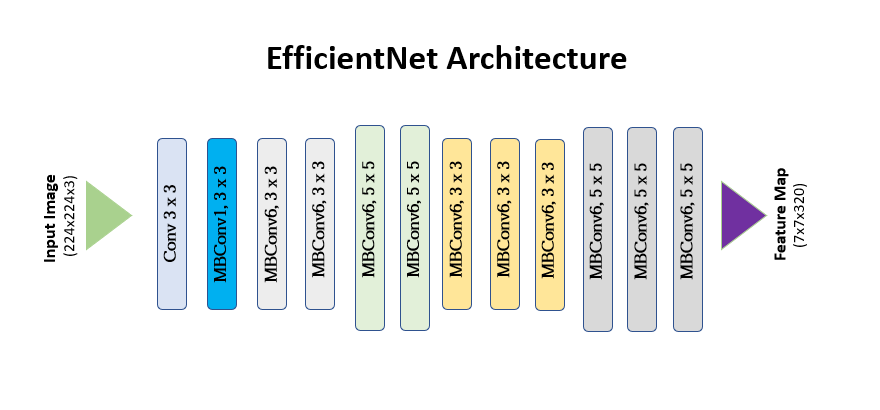 EfficientNet Architecture
Input Image
(224x224x3)
Conv 3 x 3
MBConv1, 3 x 3
MBConv6, 3 x 3
MBConv6, 3 x 3
MBConv6, 5 x 5
MBConv6, 5 x 5
MBConv6, 3 x 3
MBConv6, 3 x 3
MBConv6, 3 x 3
MBConv6, 5 x 5
MBConv6, 5 x 5
MBConv6, 5 x 5
Feature Map
(7x7x320)